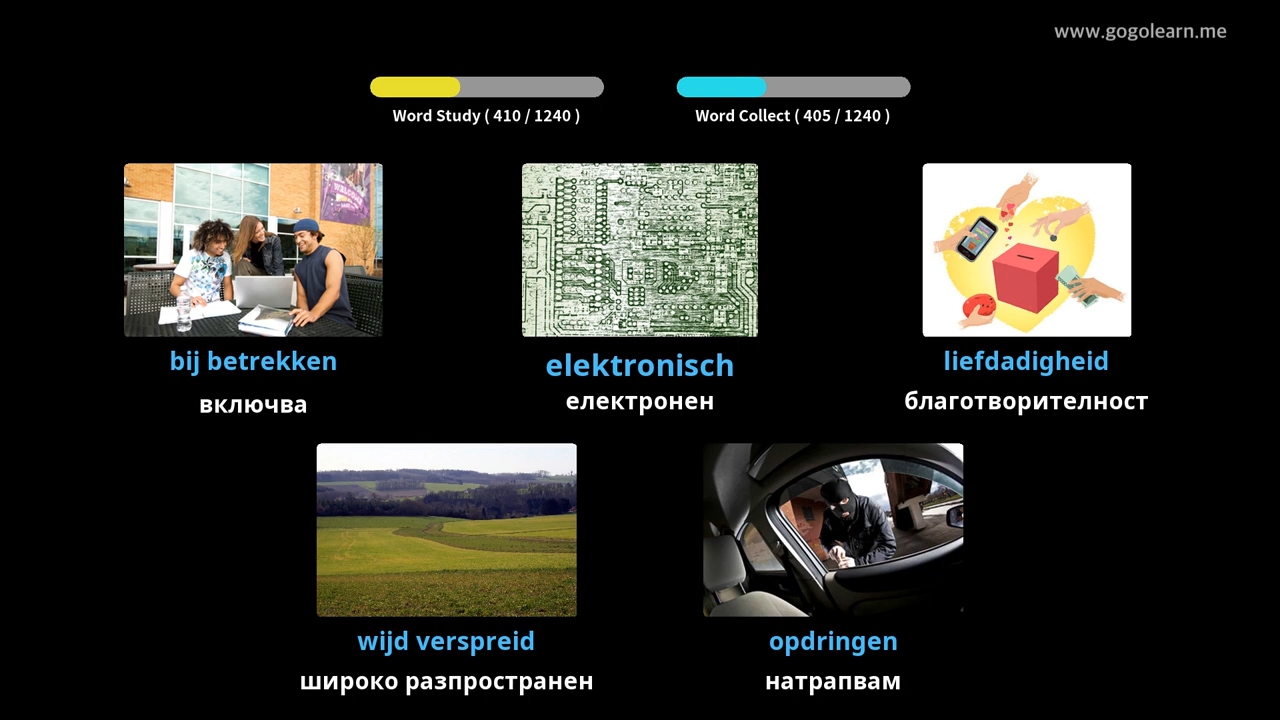 www.gogolearn.me
Word Study ( 410 / 1240 )
Word Collect ( 405 / 1240 )
WELCOME
bij betrekken
включва
elektronisch
електронен
liefdadigheid
благотворителност
wijd verspreid
широко разпространен
opdringen
натрапвам